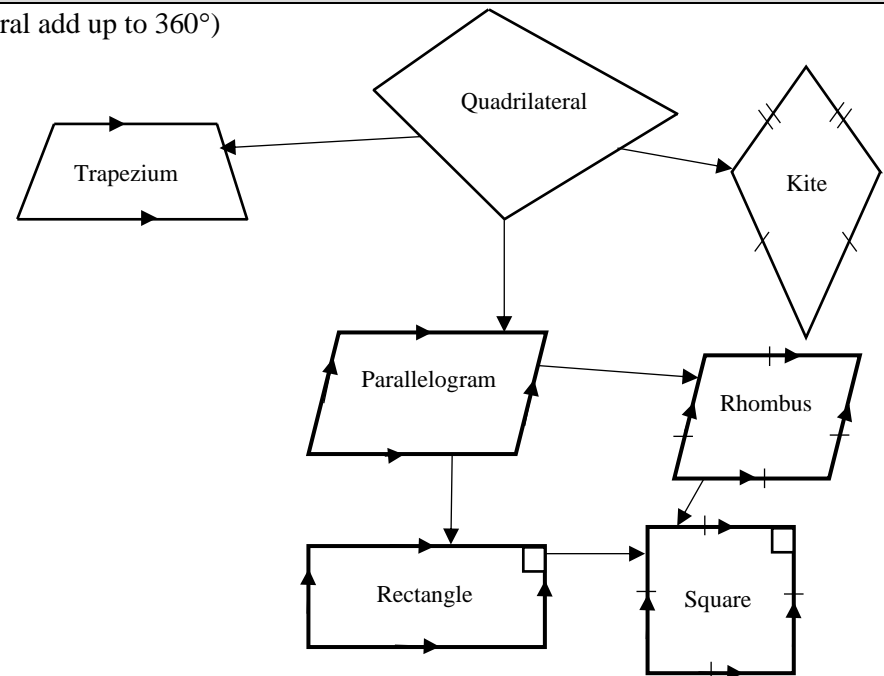 ral add up to 360°)
Quadrilateral
Trapezium
Kite
Parallelogram
Rhombus
Rectangle
Square